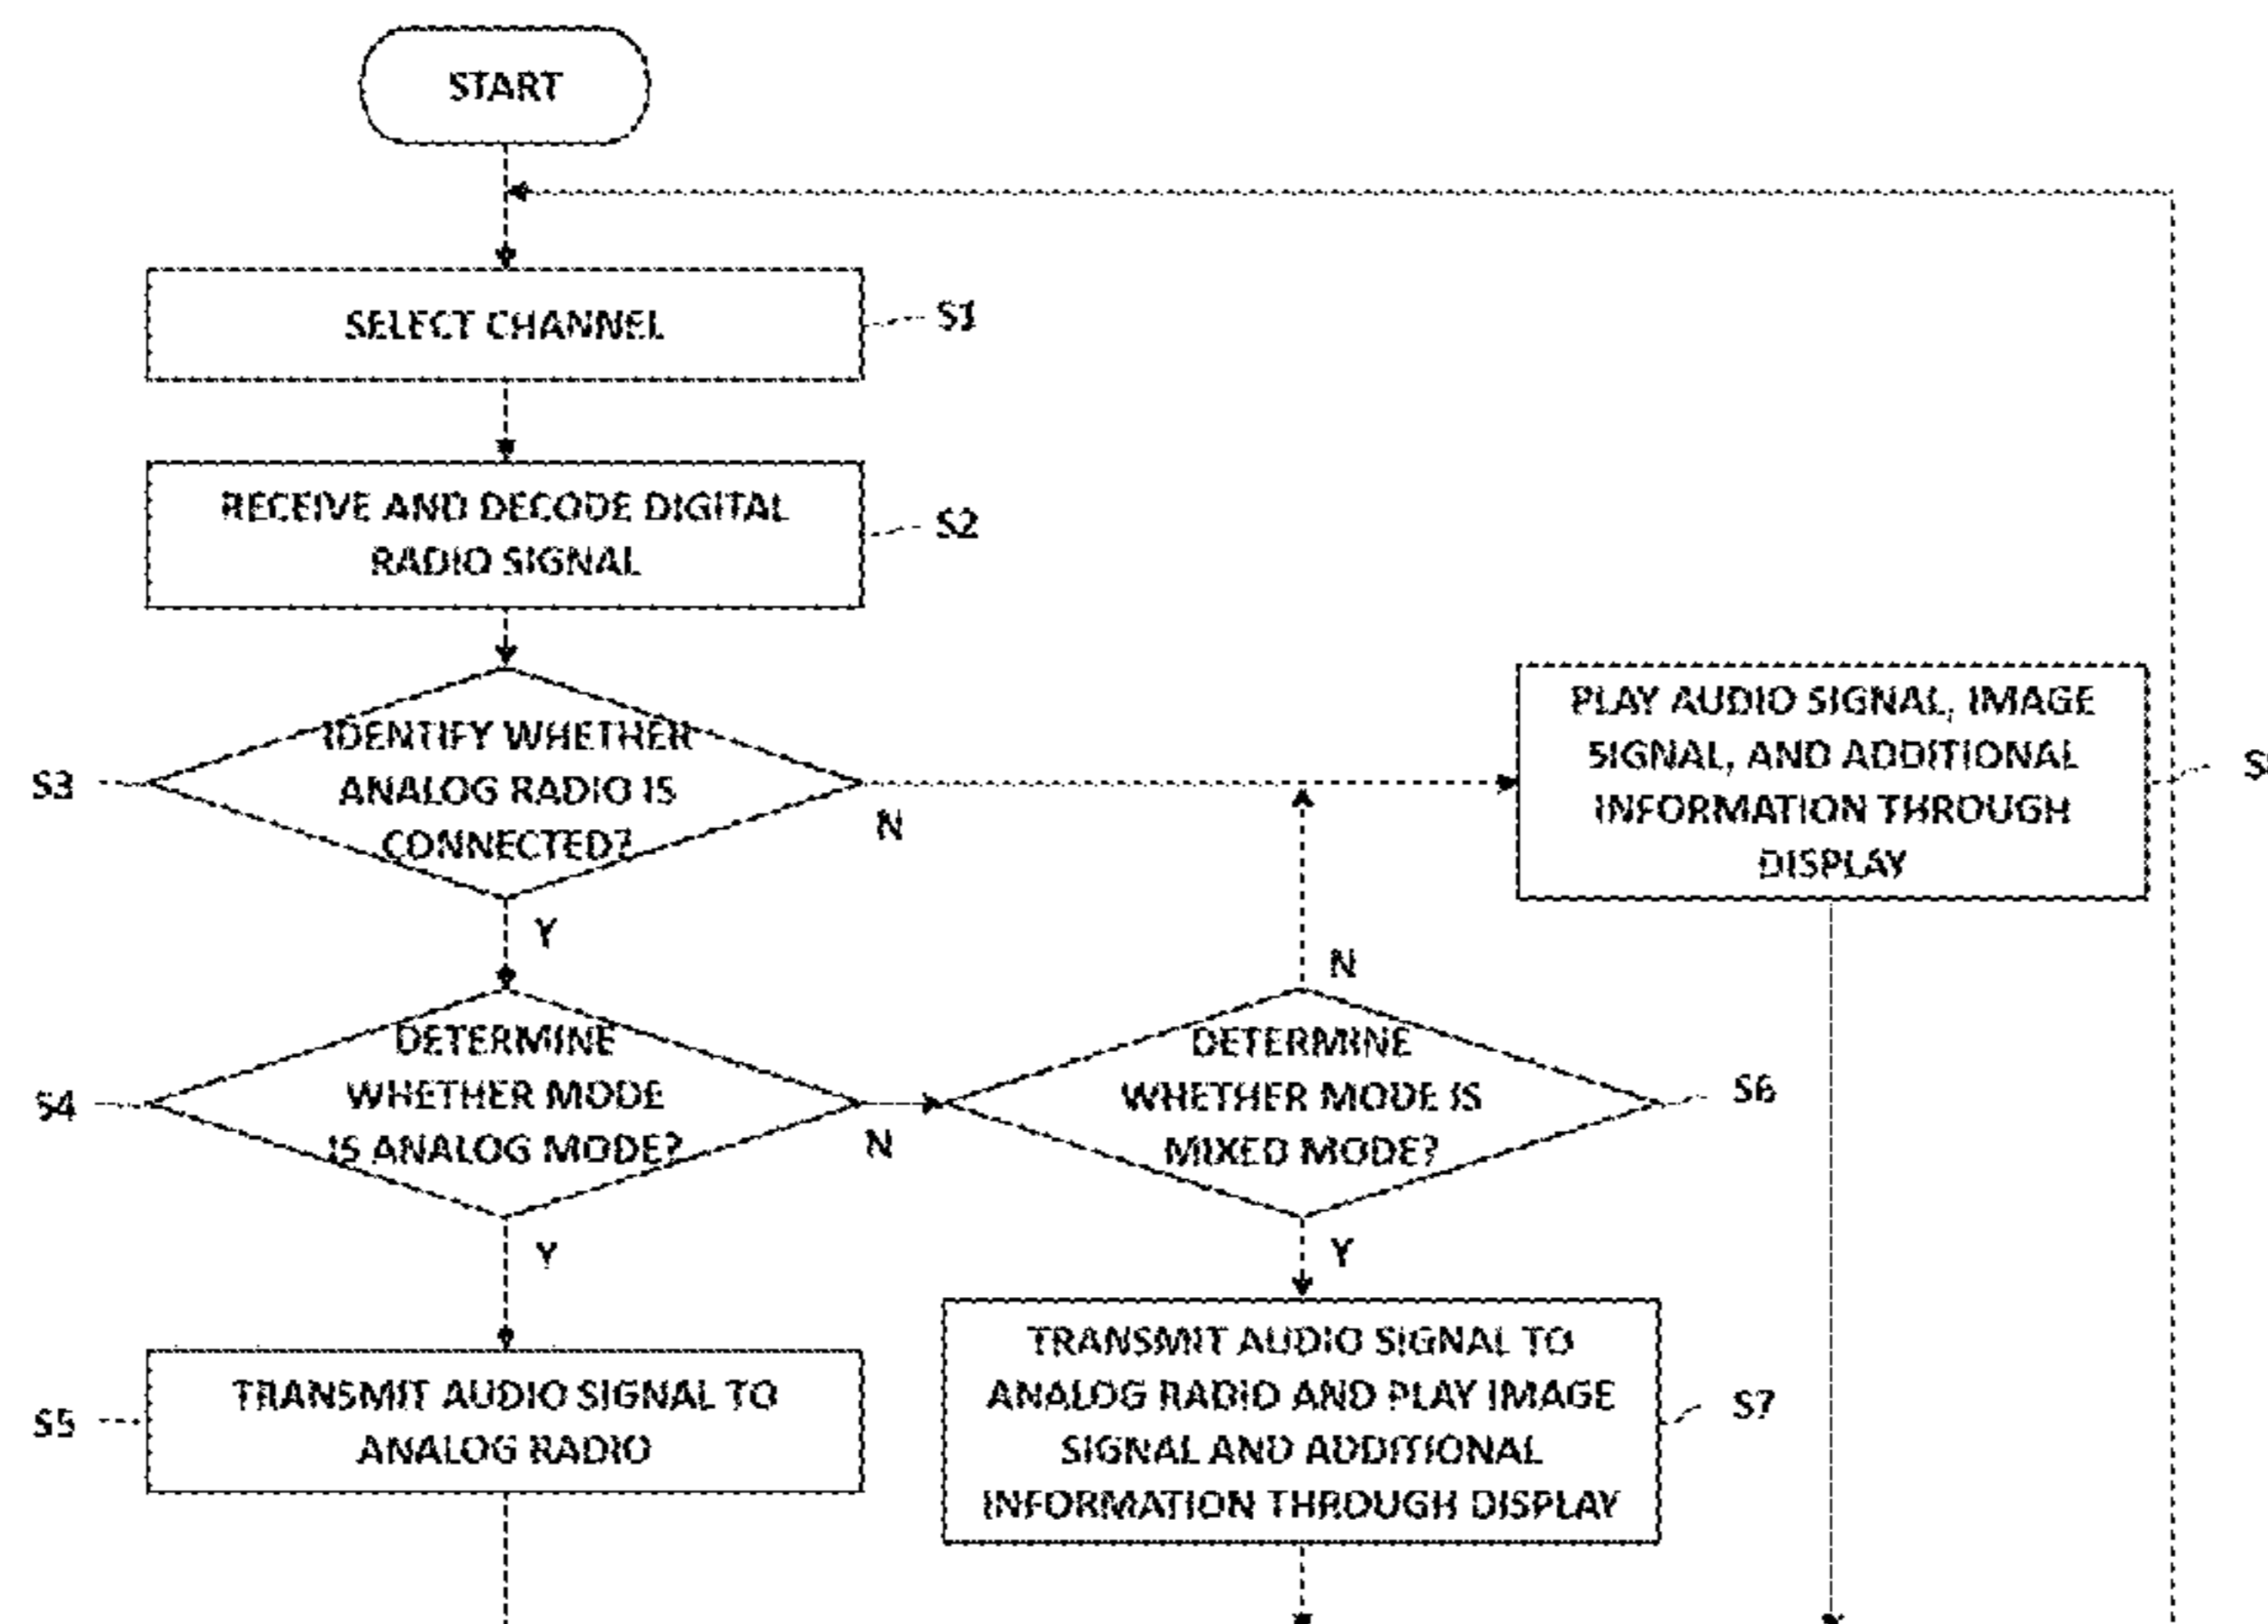 START
SELECT CHANNEL
S1
RECEIVE AND DECODE DIGITAL
RADIO SIGNAL
S2
IDENTIFY WHETHER
ANALOG RADIO IS
CONNECTED?
S3
N
Y
PLAY AUDIO SIGNAL, IMAGE
SIGNAL, AND ADDITIONAL
INFORMATION THROUGH
DISPLAY
DETERMINE
WHETHER MODE
IS ANALOG MODE?
S4
N
Y
DETERMINE
WHETHER MODE IS
MIXED MODE?
S6
N
Y
TRANSMIT AUDIO SIGNAL TO
ANALOG RADIO
S5
TRANSMIT AUDIO SIGNAL TO
ANALOG RADIO AND PLAY IMAGE
SIGNAL AND ADDITIONAL
INFORMATION THROUGH DISPLAY
S7